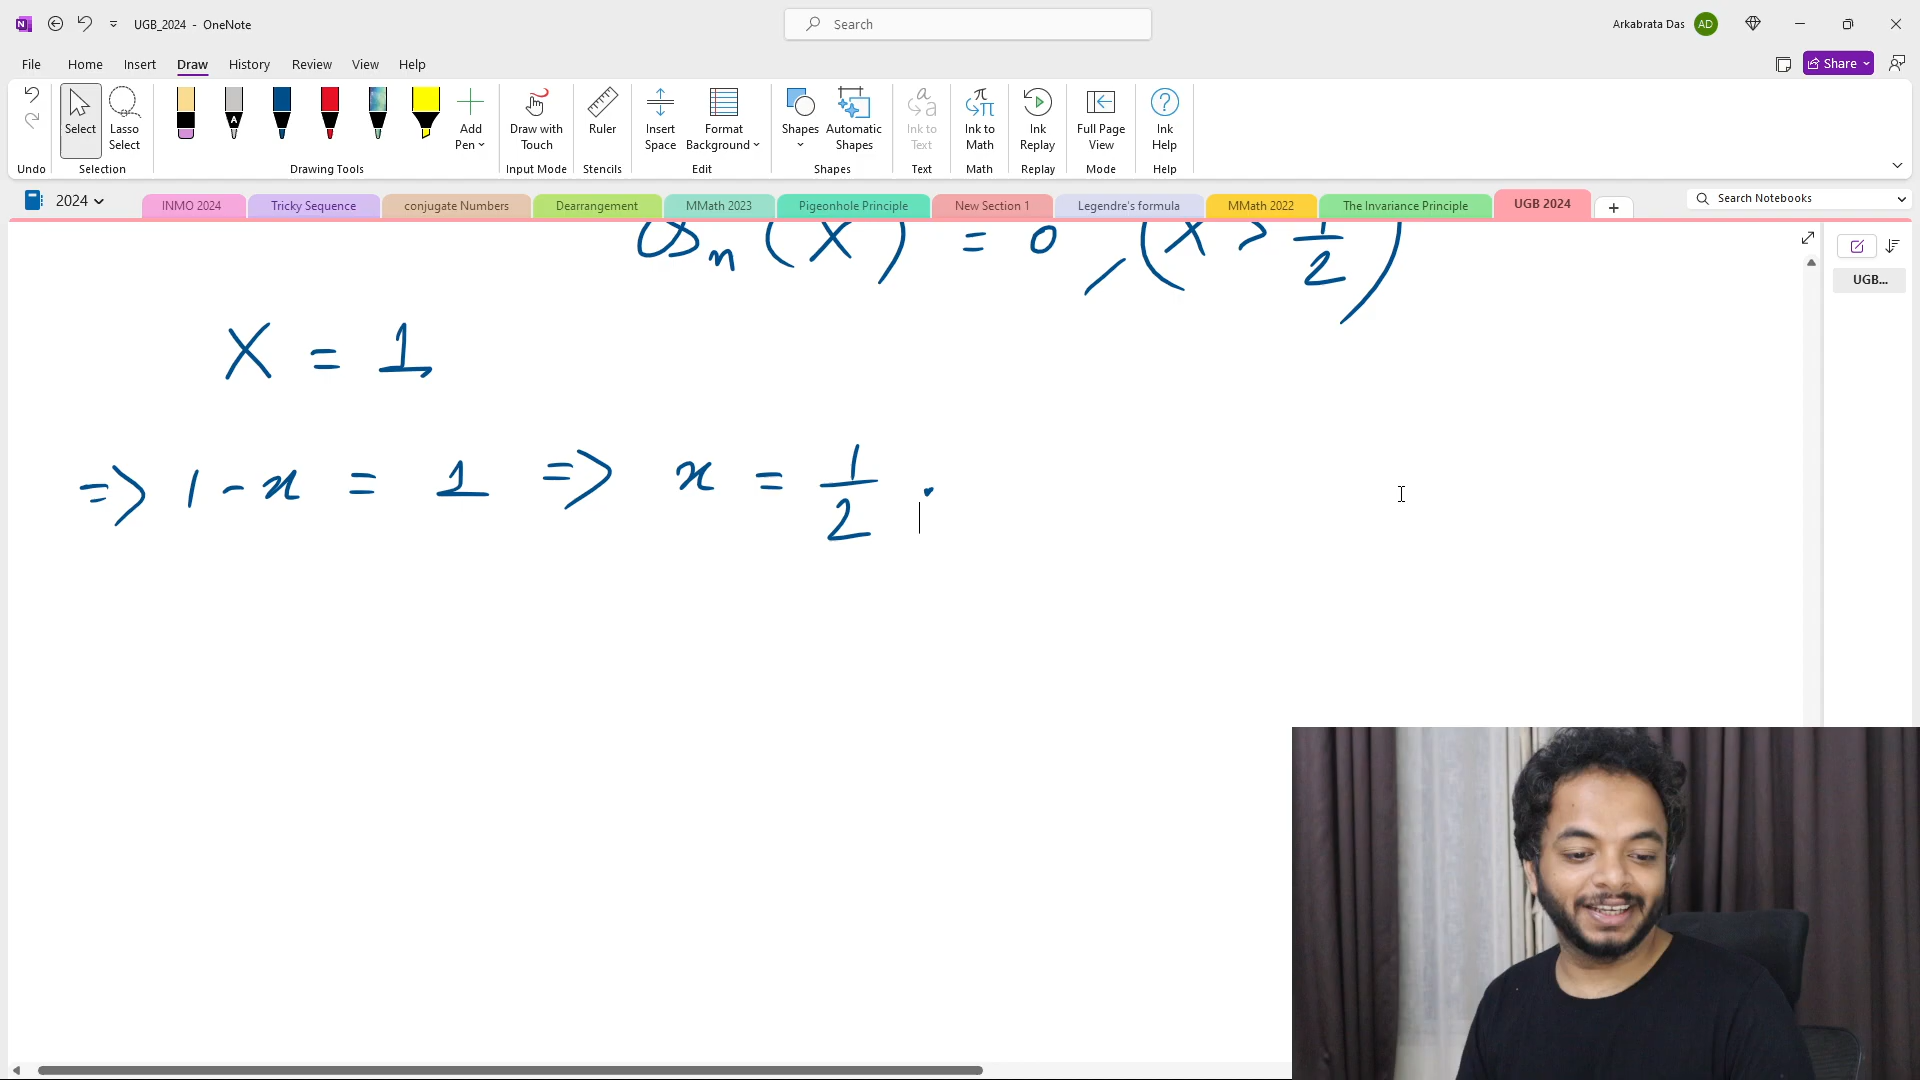 UGB_2024 - OneNote
Search
Arkabrata Das AD
File Home Insert Draw History Review View Help
Share
Select
Lasso Select
A
Add Pen
Draw with Touch
Ruler
Insert Space
Format Background
Shapes
Automatic Shapes
Ink to Text
Ink to Math
Ink Replay
Full Page View
Ink Help
Undo Selection Drawing Tools Input Mode Stencils Edit Shapes Text Math Replay Mode Help
2024
INMO 2024
Tricky Sequence
conjugate Numbers
Dearrangement
MMath 2023
Pigeonhole Principle
New Section 1
Legendre's formula
MMath 2022
The Invariance Principle
UGB 2024
+
Search Notebooks
UGB...
n (X) = 0, (X > 1/2)
X = 1
=> 1 - x = 1 => x = 1/2 .